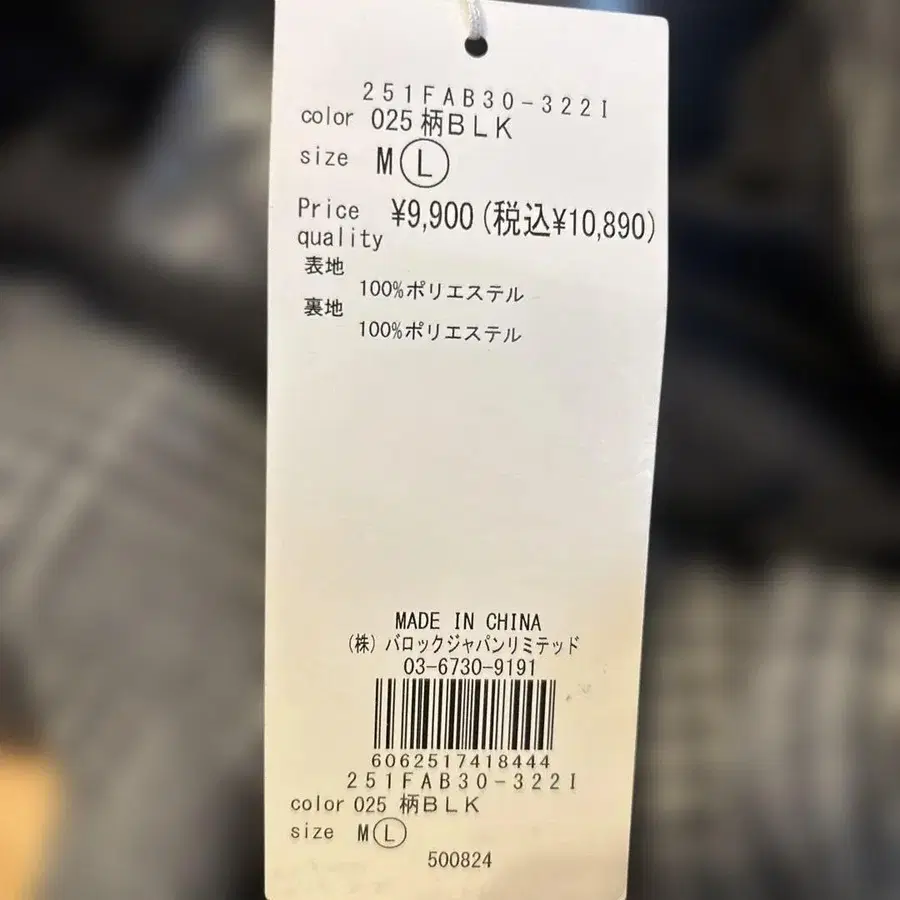 251FAB30-322I
color 025 柄BLK
size M L
Price ¥9,900(税込¥10,890)
quality
表地
100%ポリエステル
裏地
100%ポリエステル
MADE IN CHINA
(株)バロックジャパンリミテッド
03-6730-9191
6062517418444
251FAB30-322I
color 025 柄BLK
size M L
500824